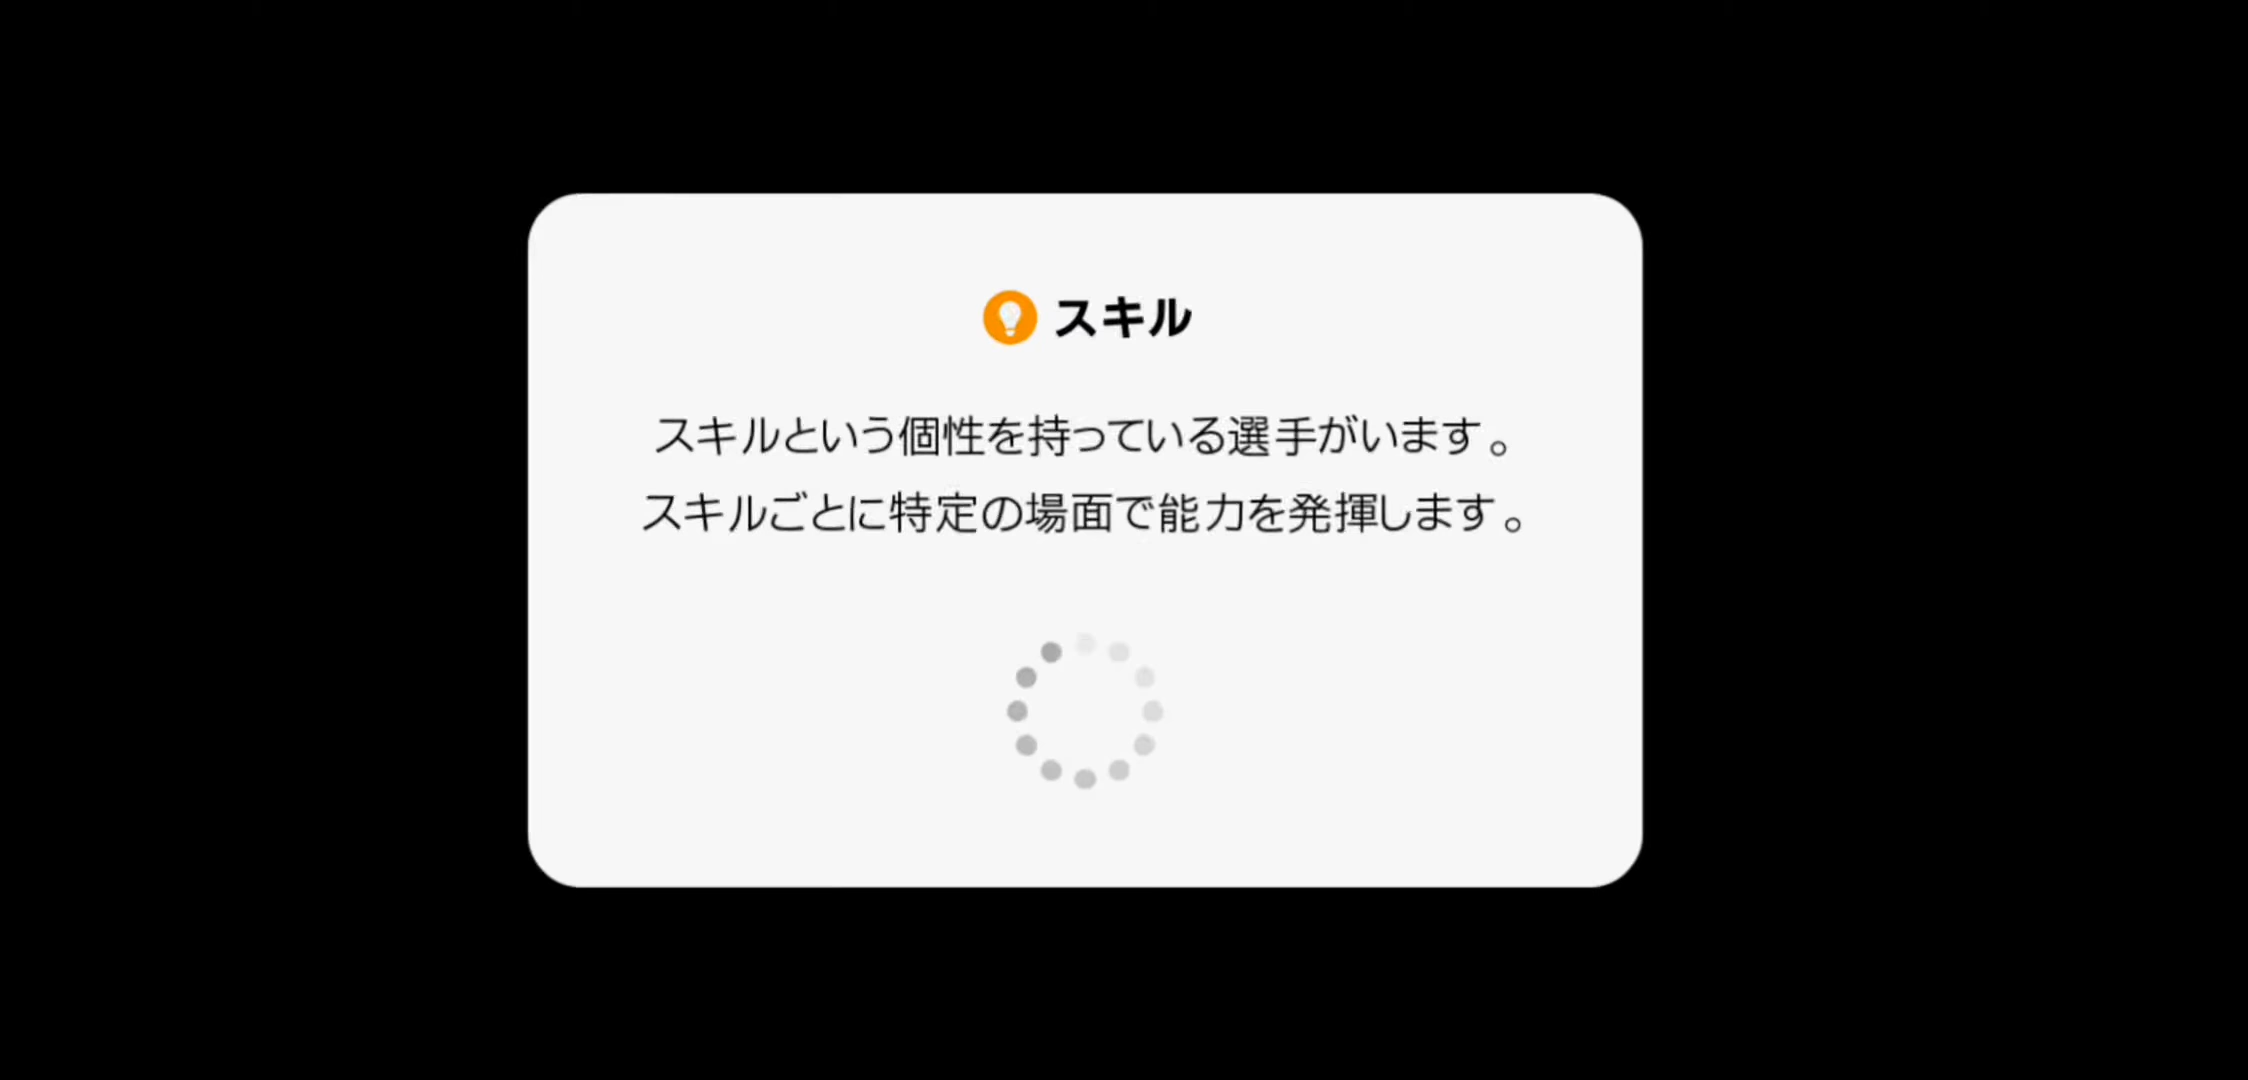 スキル
スキルという個性を持っている選手がいます。
スキルごとに特定の場面で能力を発揮します。